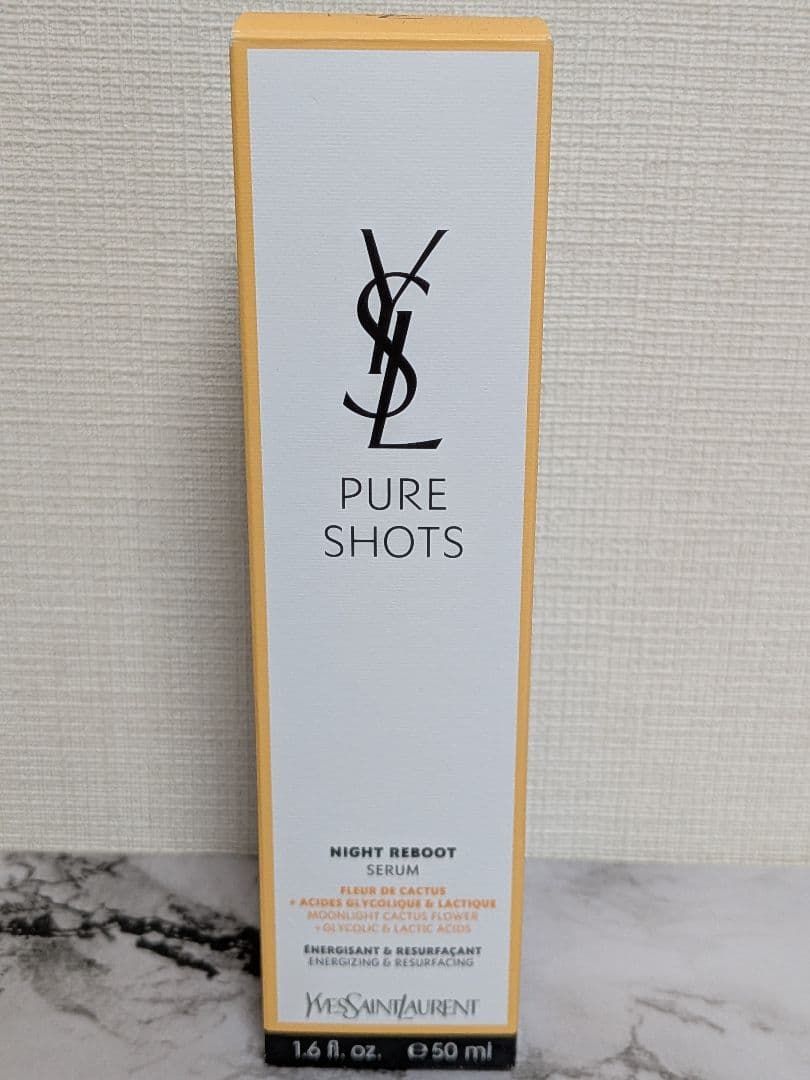 YSL
PURE
SHOTS
NIGHT REBOOT
SERUM
FLEUR DE CACTUS
+ ACIDES GLYCOLIQUE & LACTIQUE
MOONLIGHT CACTUS FLOWER
+ GLYCOLIC & LACTIC ACIDS
ÉNERGISANT & RESURFAÇANT
ENERGIZING & RESURFACING
YVESSAINTLAURENT
1.6 fl. oz. ℮50 ml